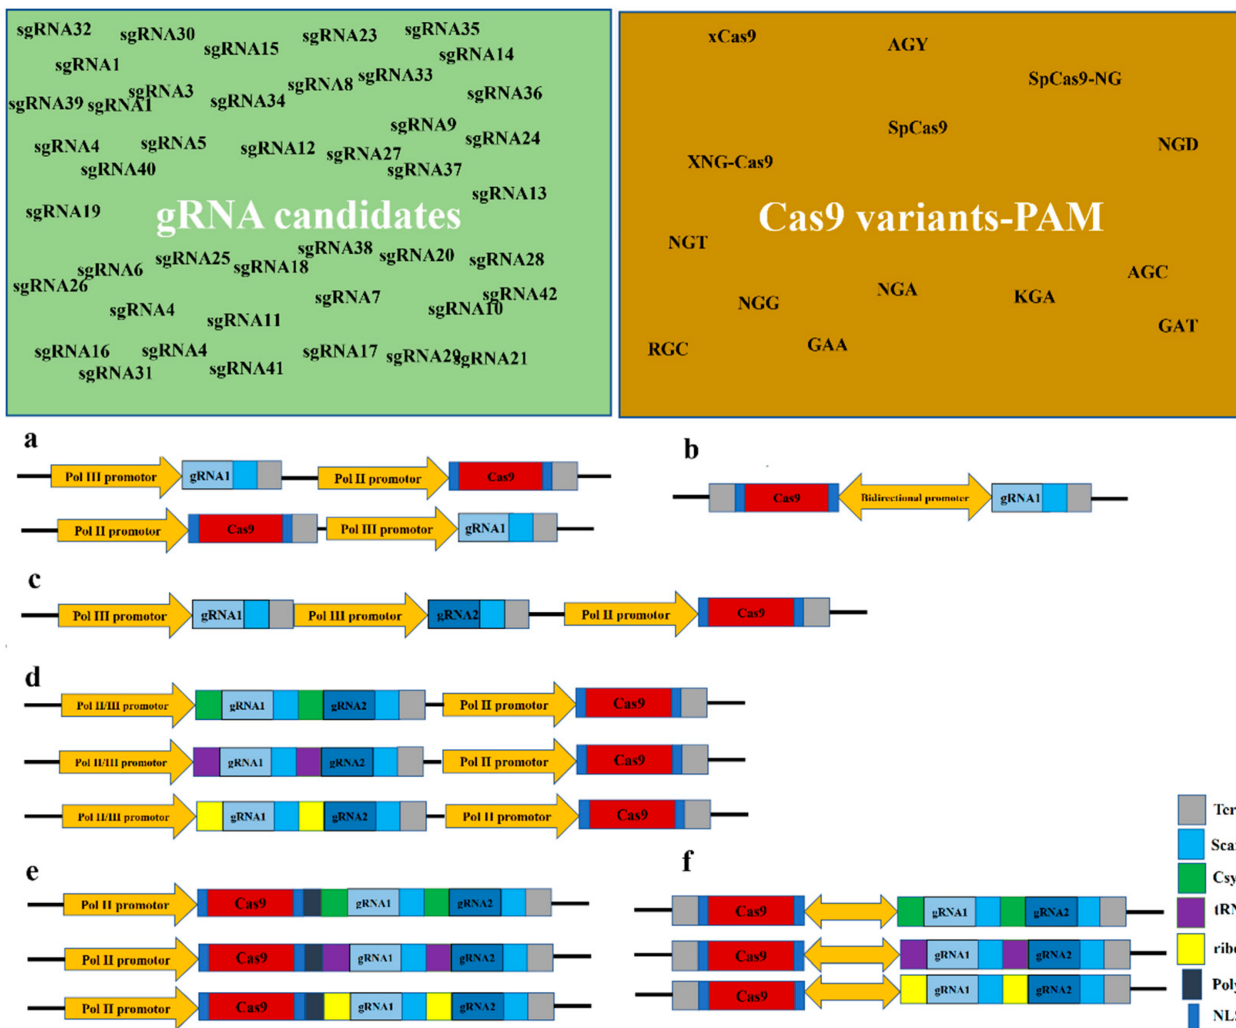 sgRNA32
sgRNA30
sgRNA15
sgRNA23
sgRNA35
sgRNA14
sgRNA1
sgRNA8
sgRNA33
sgRNA39
sgRNA1
sgRNA3
sgRNA34
sgRNA36
sgRNA9
sgRNA4
sgRNA5
sgRNA12
sgRNA27
sgRNA24
sgRNA40
sgRNA37
sgRNA13
sgRNA19
gRNA candidates
sgRNA6
sgRNA25
sgRNA18
sgRNA38
sgRNA20
sgRNA28
sgRNA26
sgRNA4
sgRNA11
sgRNA7
sgRNA10
sgRNA42
sgRNA16
sgRNA4
sgRNA17
sgRNA29
sgRNA21
sgRNA31
sgRNA41
xCas9
AGY
SpCas9-NG
SpCas9
NGD
XNG-Cas9
Cas9 variants-PAM
NGT
AGC
NGG
NGA
KGA
GAT
RGC
GAA
a
Pol III promotor gRNA1 Pol II promotor Cas9
Pol II promotor Cas9 Pol III promotor gRNA1
b
Cas9 Bidirectional promoter gRNA1
c
Pol III promotor gRNA1 Pol III promotor gRNA2 Pol II promotor Cas9
d
Pol II/III promotor gRNA1 gRNA2 Pol II promotor Cas9
Pol II/III promotor gRNA1 gRNA2 Pol II promotor Cas9
Pol II/III promotor gRNA1 gRNA2 Pol II promotor Cas9
e
Pol II promotor Cas9 gRNA1 gRNA2
Pol II promotor Cas9 gRNA1 gRNA2
Pol II promotor Cas9 gRNA1 gRNA2
f
Cas9 gRNA1 gRNA2
Cas9 gRNA1 gRNA2
Cas9 gRNA1 gRNA2
Ter
Scaf
Csy
tRN
ribo
Poly
NLS